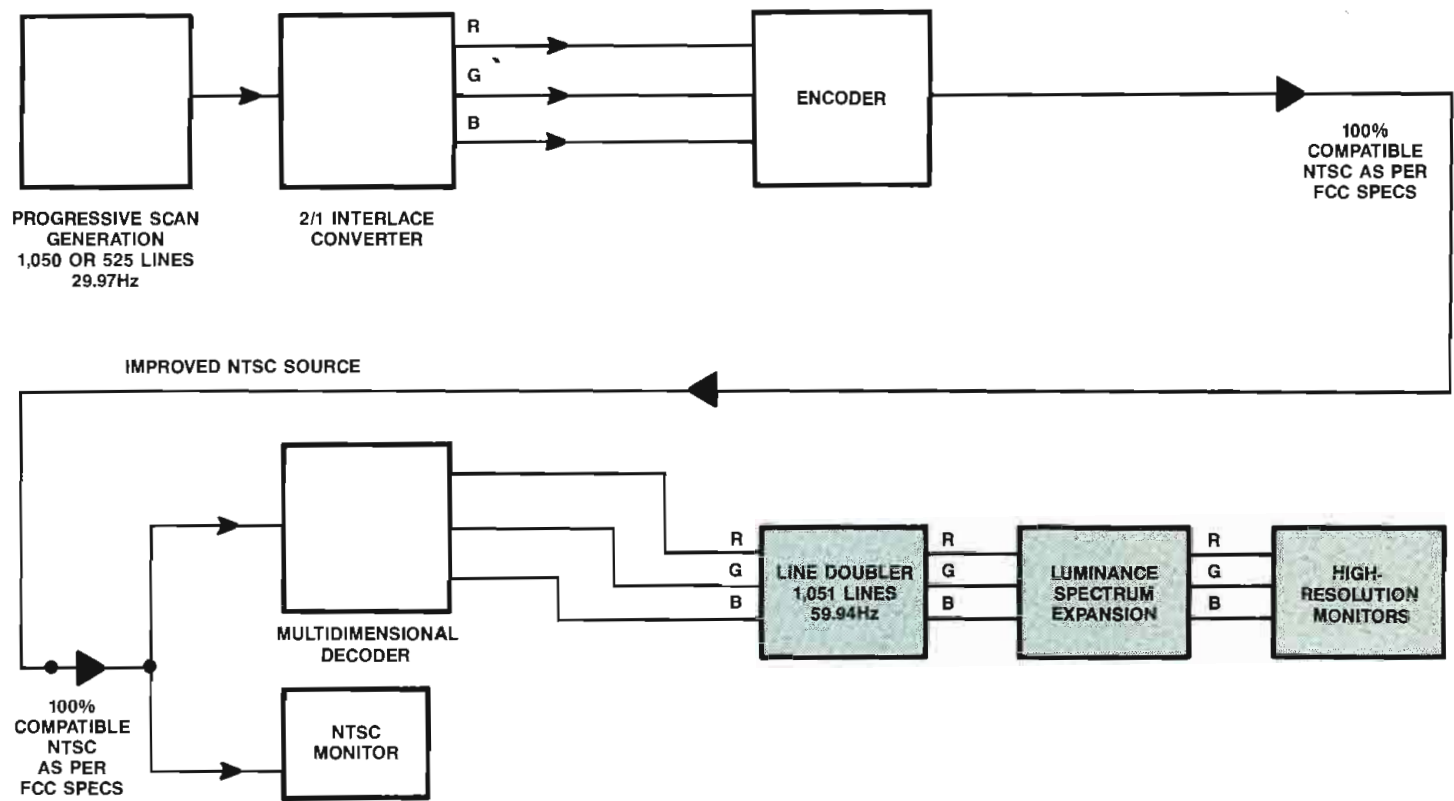 R
G
B
ENCODER
PROGRESSIVE SCAN
GENERATION
1,050 OR 525 LINES
29.97Hz
2/1 INTERLACE
CONVERTER
100%
COMPATIBLE
NTSC AS PER
FCC SPECS
IMPROVED NTSC SOURCE
MULTIDIMENSIONAL
DECODER
R
G
B
LINE DOUBLER
1,051 LINES
59.94Hz
R
G
B
LUMINANCE
SPECTRUM
EXPANSION
R
G
B
HIGH-
RESOLUTION
MONITORS
100%
COMPATIBLE
NTSC
AS PER
FCC SPECS
NTSC
MONITOR